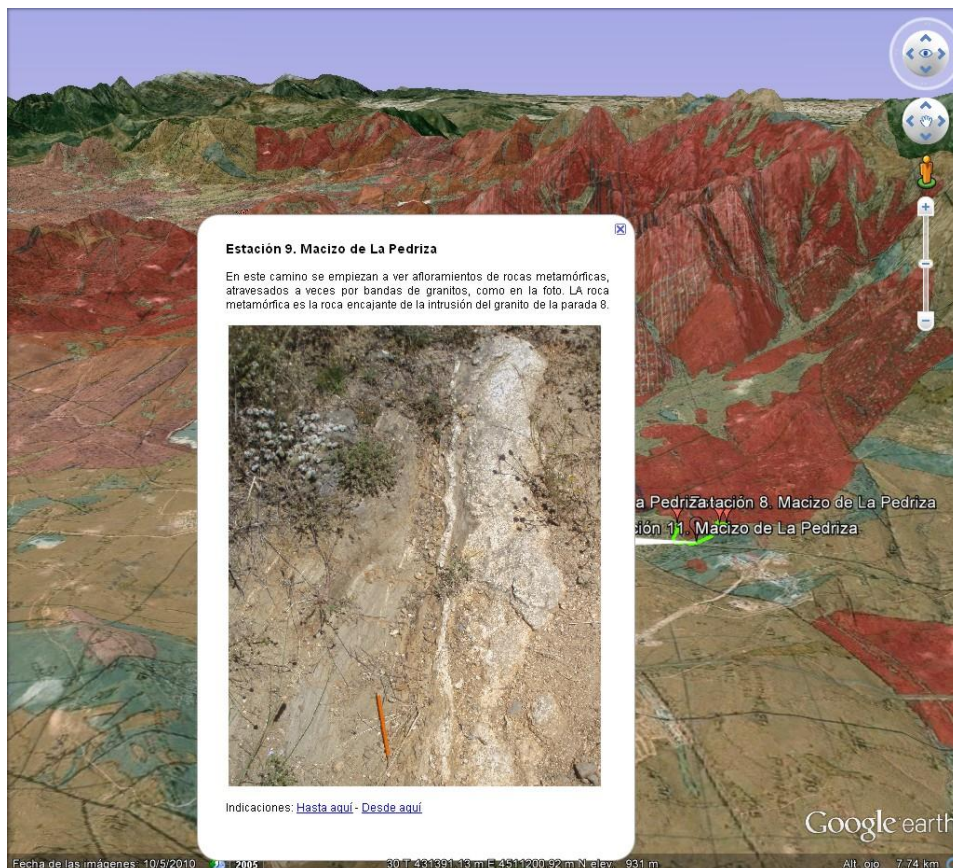 Estación 9. Macizo de La Pedriza
En este camino se empiezan a ver afloramientos de rocas metamórficas,
atravesados a veces por bandas de granitos, como en la foto. LA roca
metamórfica es la roca encajante de la intrusión del granito de la parada 8.
a Pedriza
tación 8. Macizo de La Pedriza
ción 11. Macizo de La Pedriza
Indicaciones: Hasta aquí - Desde aquí
Google earth
Fecha de las imágenes: 10/5/2010 2005 30 T 431391.13 m E 4511200.92 m N elev. 931 m Alt. ojo 7.74 km